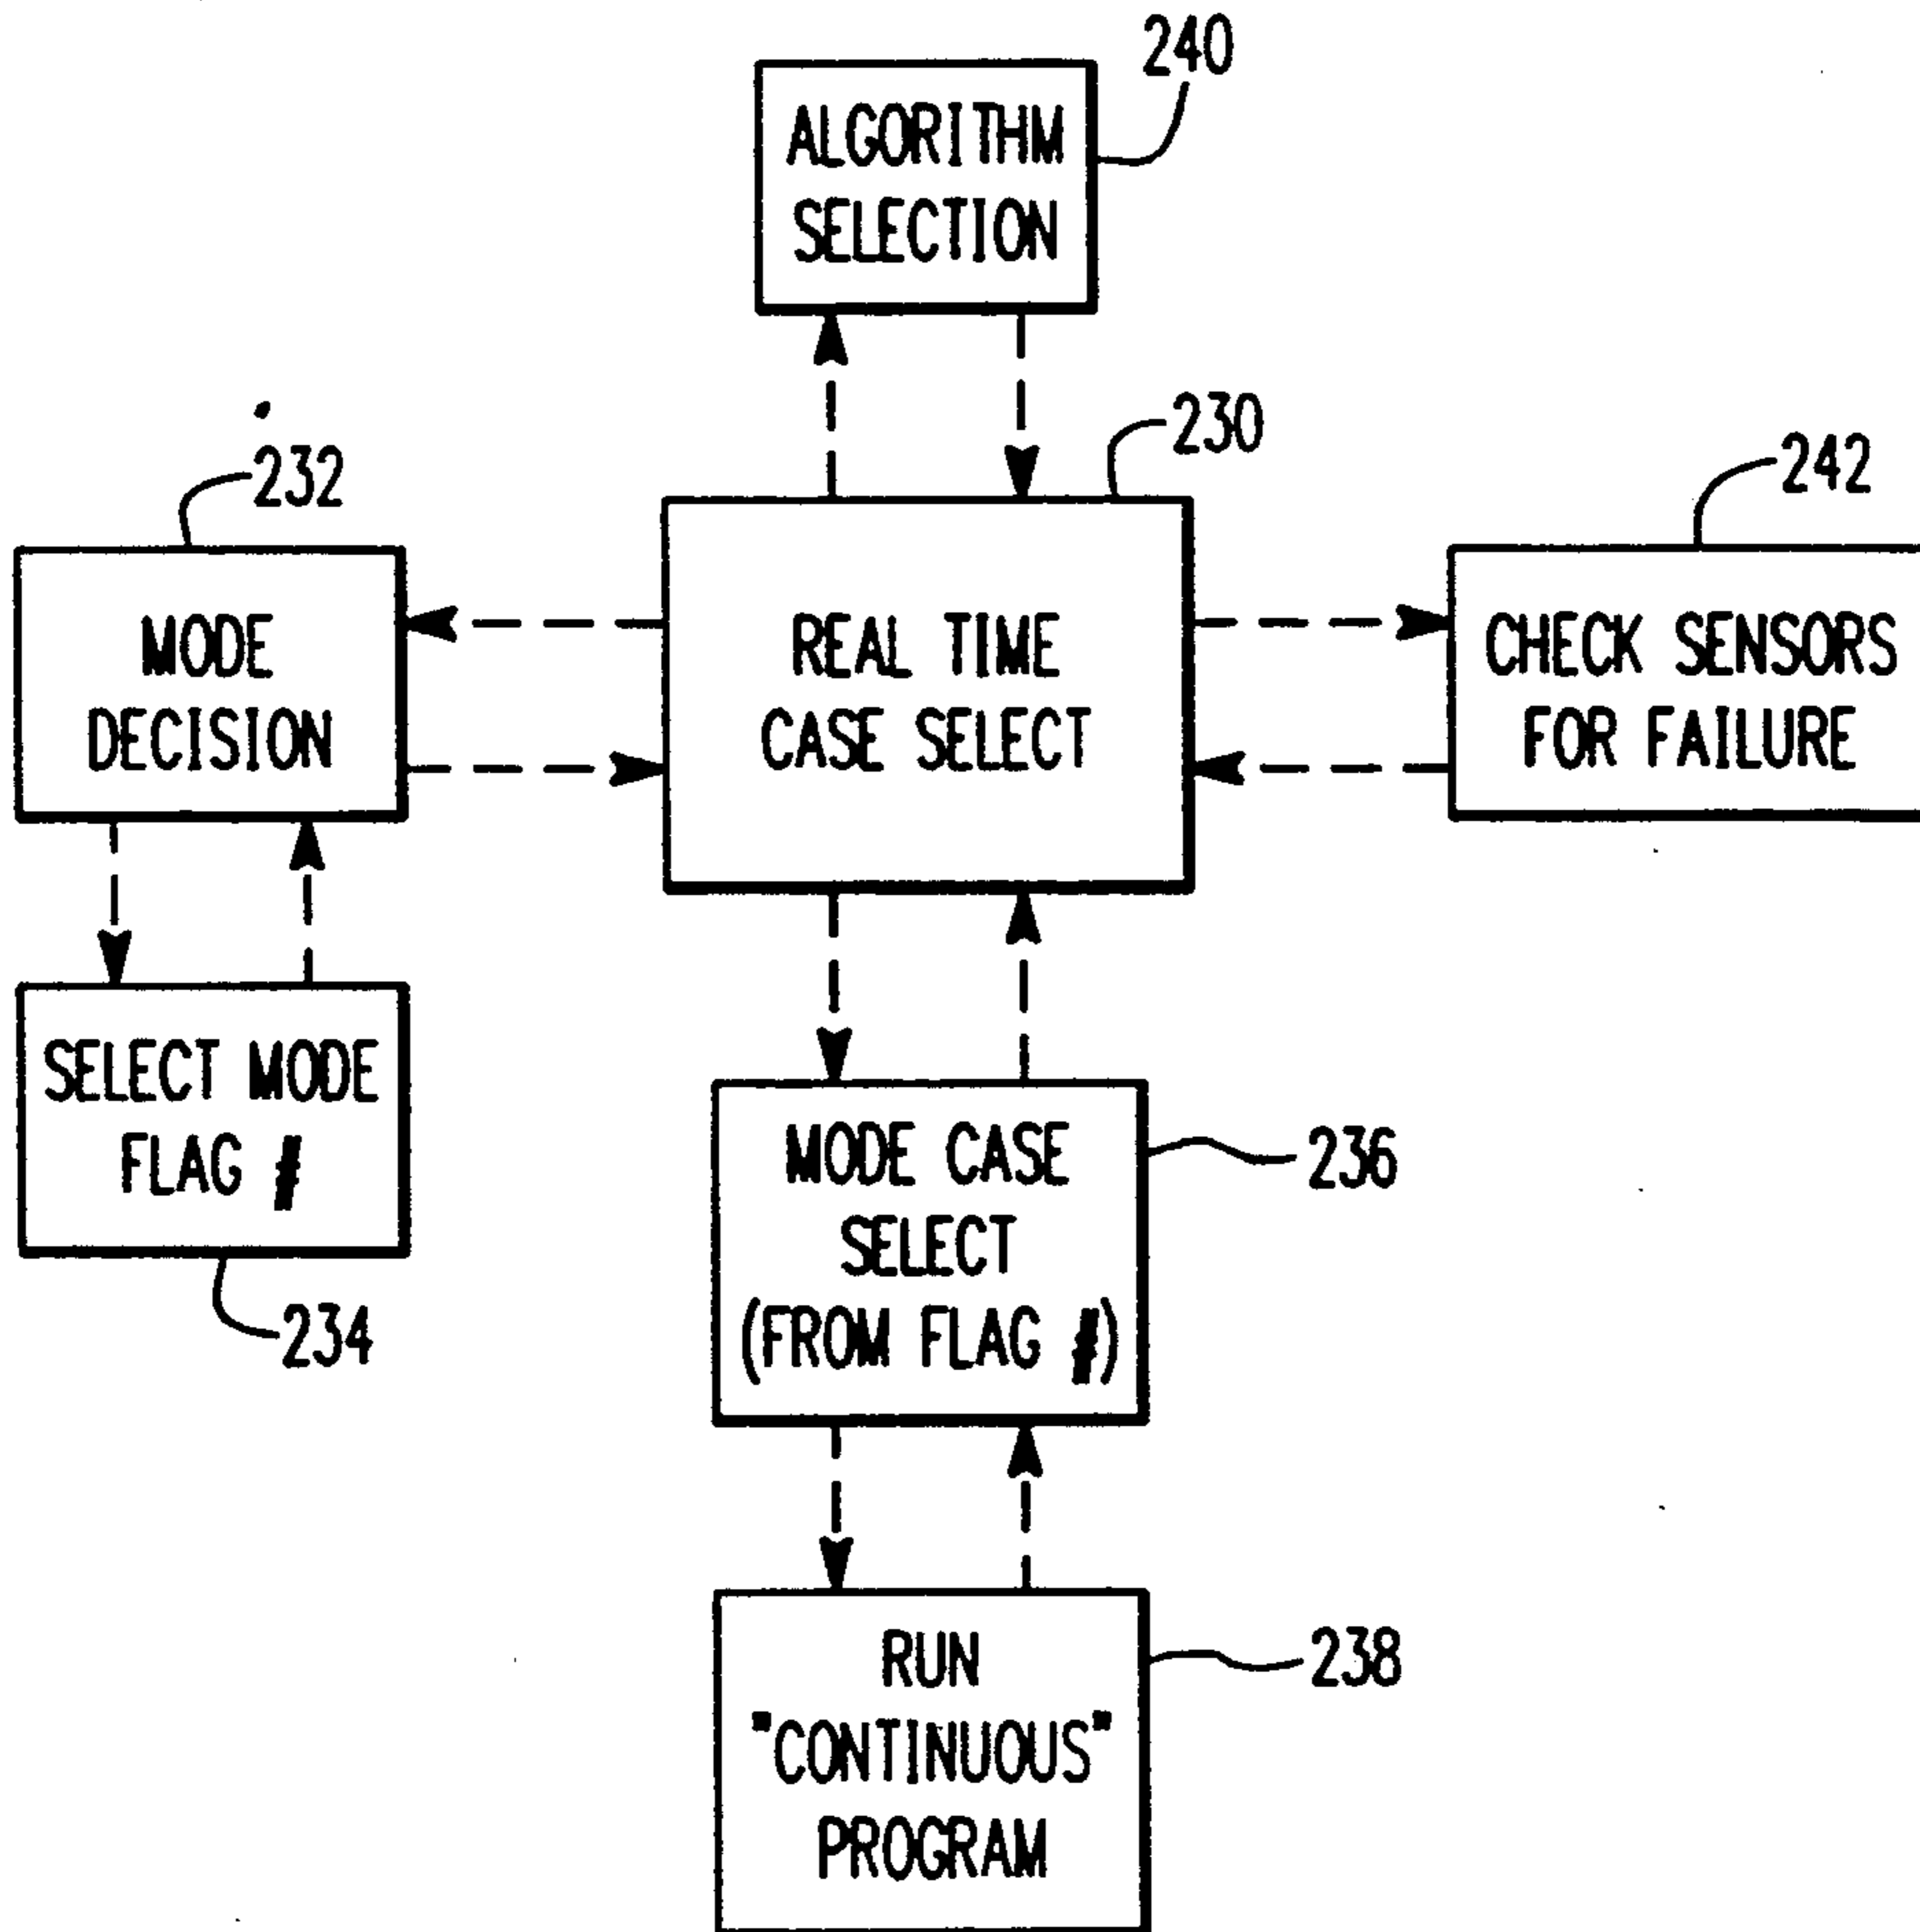 240
ALGORITHM
SELECTION
230
232
242
MODE
DECISION
REAL TIME
CASE SELECT
CHECK SENSORS
FOR FAILURE
SELECT MODE
FLAG #
234
MODE CASE
SELECT
(FROM FLAG #)
236
RUN
"CONTINUOUS"
PROGRAM
238